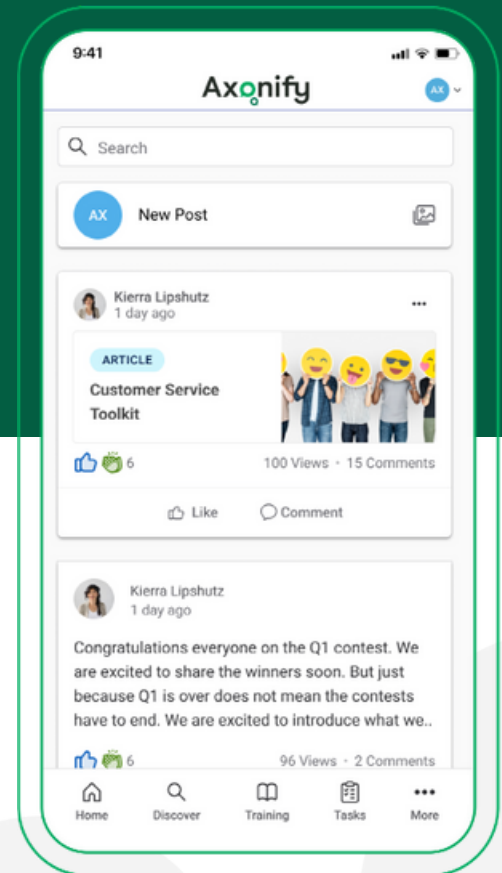 9:41
Axonify
AX
Search
AX
New Post
Kierra Lipshutz
1 day ago
ARTICLE
Customer Service
Toolkit
6
100 Views • 15 Comments
Like
Comment
Kierra Lipshutz
1 day ago
Congratulations everyone on the Q1 contest. We
are excited to share the winners soon. But just
because Q1 is over does not mean the contests
have to end. We are excited to introduce what we..
6
96 Views • 2 Comments
Home Discover Training Tasks More